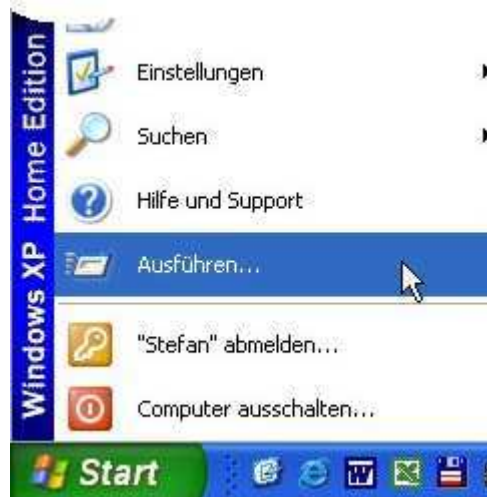 Windows XP Home Edition
Einstellungen
Suchen
Hilfe und Support
Ausführen...
"Stefan" abmelden...
Computer ausschalten...
Start